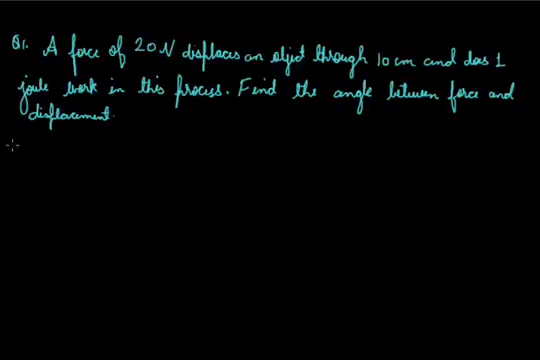 Q1. A force of 20 N displaces an object through 10 cm and does 1
joule work in this process. Find the angle between force and
displacement.